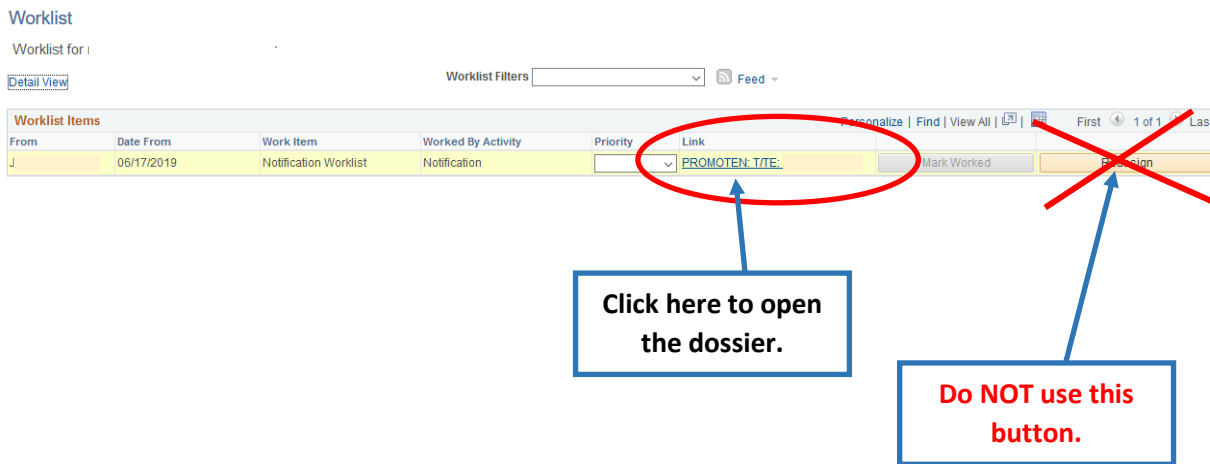 Worklist
Worklist for
Detail View
Worklist Filters
Feed
Worklist Items
Personalize | Find | View All |
First 1 of 1 Las
From Date From Work Item Worked By Activity Priority Link
J 06/17/2019 Notification Worklist Notification PROMOTEN: T/TE: Mark Worked Reassign
Click here to open
the dossier.
Do NOT use this
button.